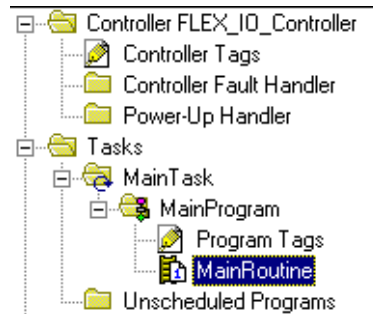 Controller FLEX_IO_Controller
Controller Tags
Controller Fault Handler
Power-Up Handler
Tasks
MainTask
MainProgram
Program Tags
MainRoutine
Unscheduled Programs